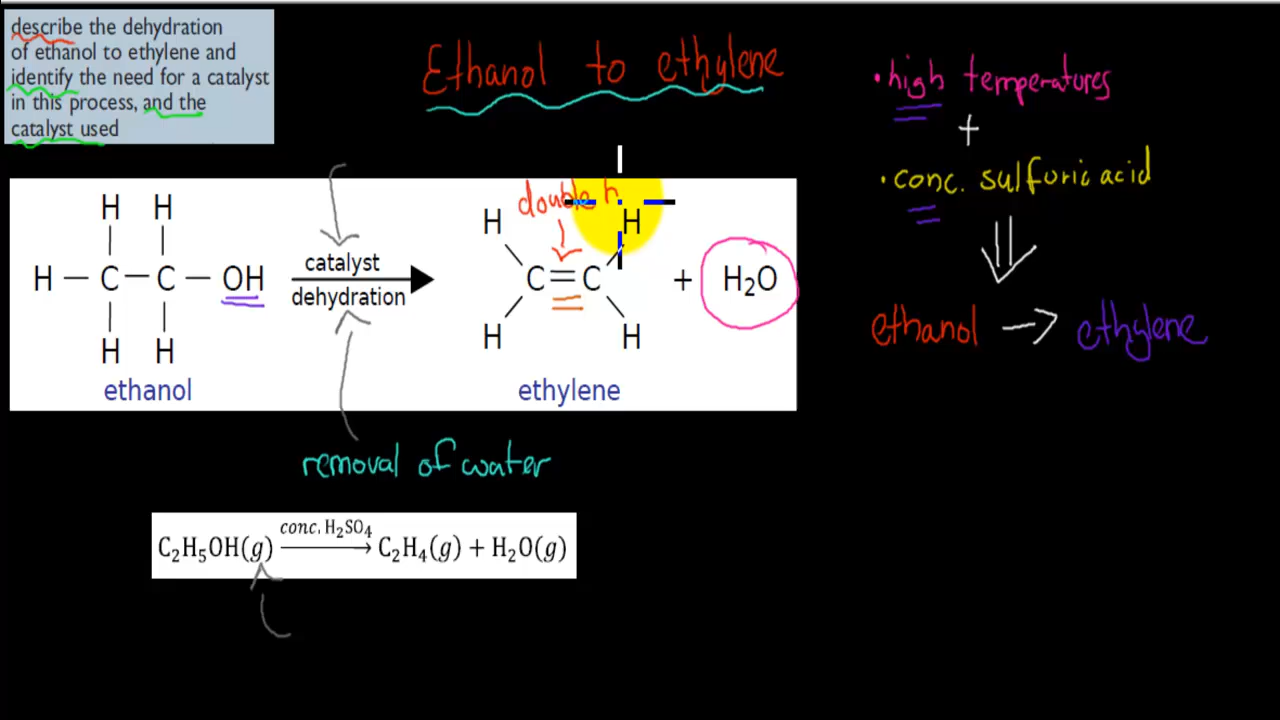 describe the dehydration
of ethanol to ethylene and
identify the need for a catalyst
in this process, and the
catalyst used
Ethanol to ethylene
• high temperatures
+
• conc. sulfuric acid
⇓
ethanol → ethylene
H H
H — C — C — OH
H H
ethanol
catalyst
dehydration
double h
H H
C = C
H H
ethylene
+ H₂O
removal of water
C₂H₅OH(g) conc. H₂SO₄ → C₂H₄(g) + H₂O(g)